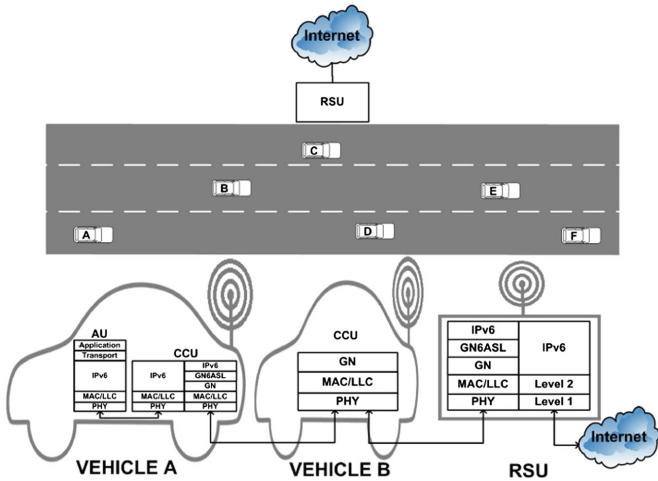 Internet
RSU
C
B
E
A
D
F
AU
Application
Transport
IPv6
MAC/LLC
PHY
CCU
IPv6
MAC/LLC
PHY
IPv6
GN6ASL
GN
MAC/LLC
PHY
VEHICLE A
CCU
GN
MAC/LLC
PHY
VEHICLE B
IPv6
GN6ASL
GN
MAC/LLC
PHY
IPv6
Level 2
Level 1
RSU
Internet